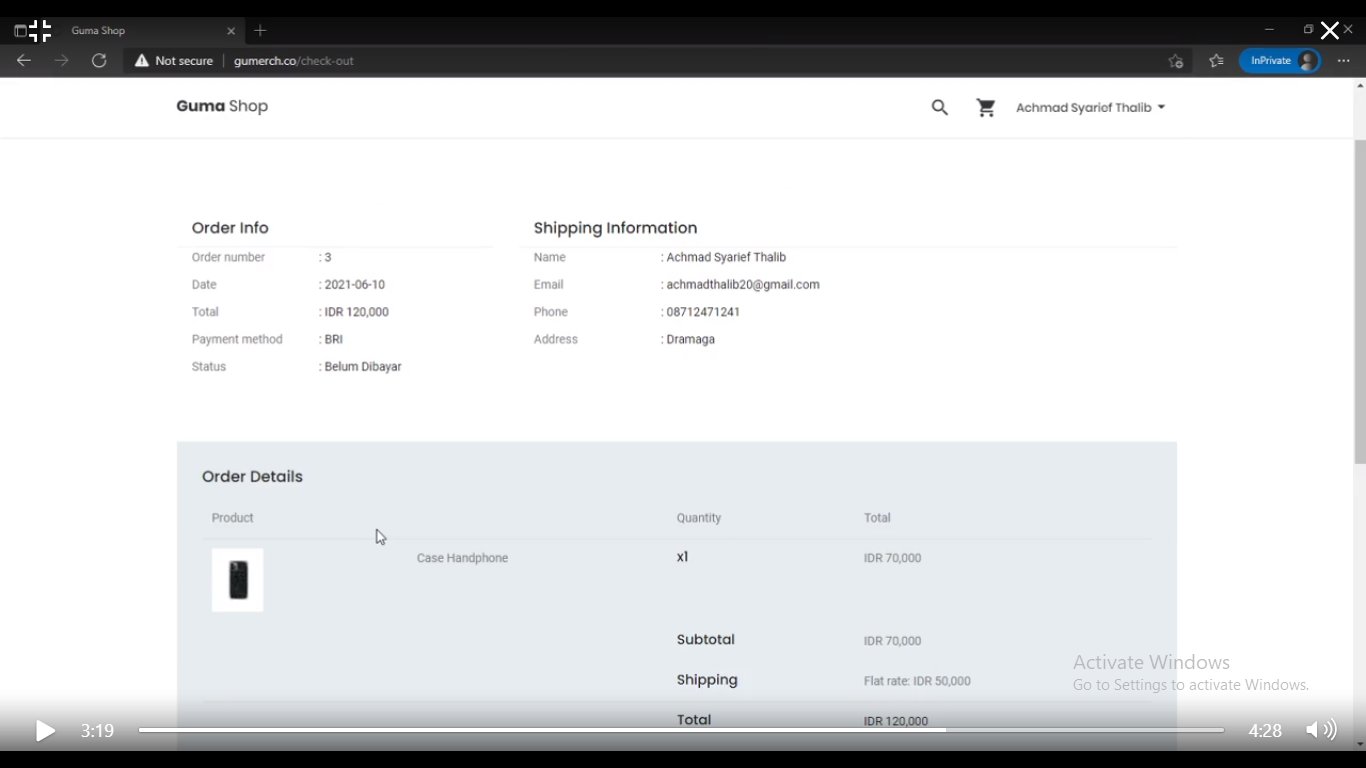 Guma Shop
Not secure
gumerch.co/check-out
InPrivate
Guma Shop
Achmad Syarief Thalib
Order Info
Order number : 3
Date : 2021-06-10
Total : IDR 120,000
Payment method : BRI
Status : Belum Dibayar
Shipping Information
Name : Achmad Syarief Thalib
Email : achmadthalib20@gmail.com
Phone : 08712471241
Address : Dramaga
Order Details
Product Quantity Total
Case Handphone x1 IDR 70,000
Subtotal IDR 70,000
Shipping Flat rate: IDR 50,000
Total IDR 120,000
Activate Windows
Go to Settings to activate Windows.
3:19 4:28